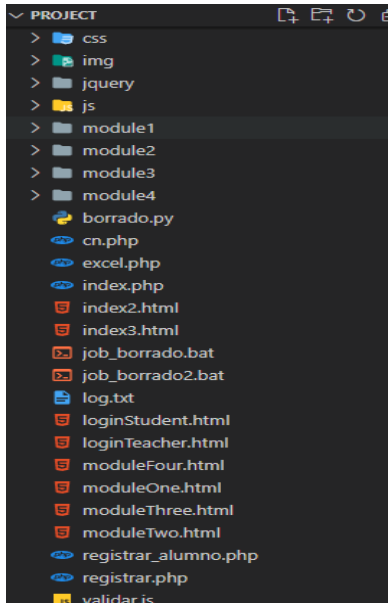 PROJECT
css
img
jquery
js
module1
module2
module3
module4
borrado.py
cn.php
excel.php
index.php
index2.html
index3.html
job_borrado.bat
job_borrado2.bat
log.txt
loginStudent.html
loginTeacher.html
moduleFour.html
moduleOne.html
moduleThree.html
moduleTwo.html
registrar_alumno.php
registrar.php
validar.js